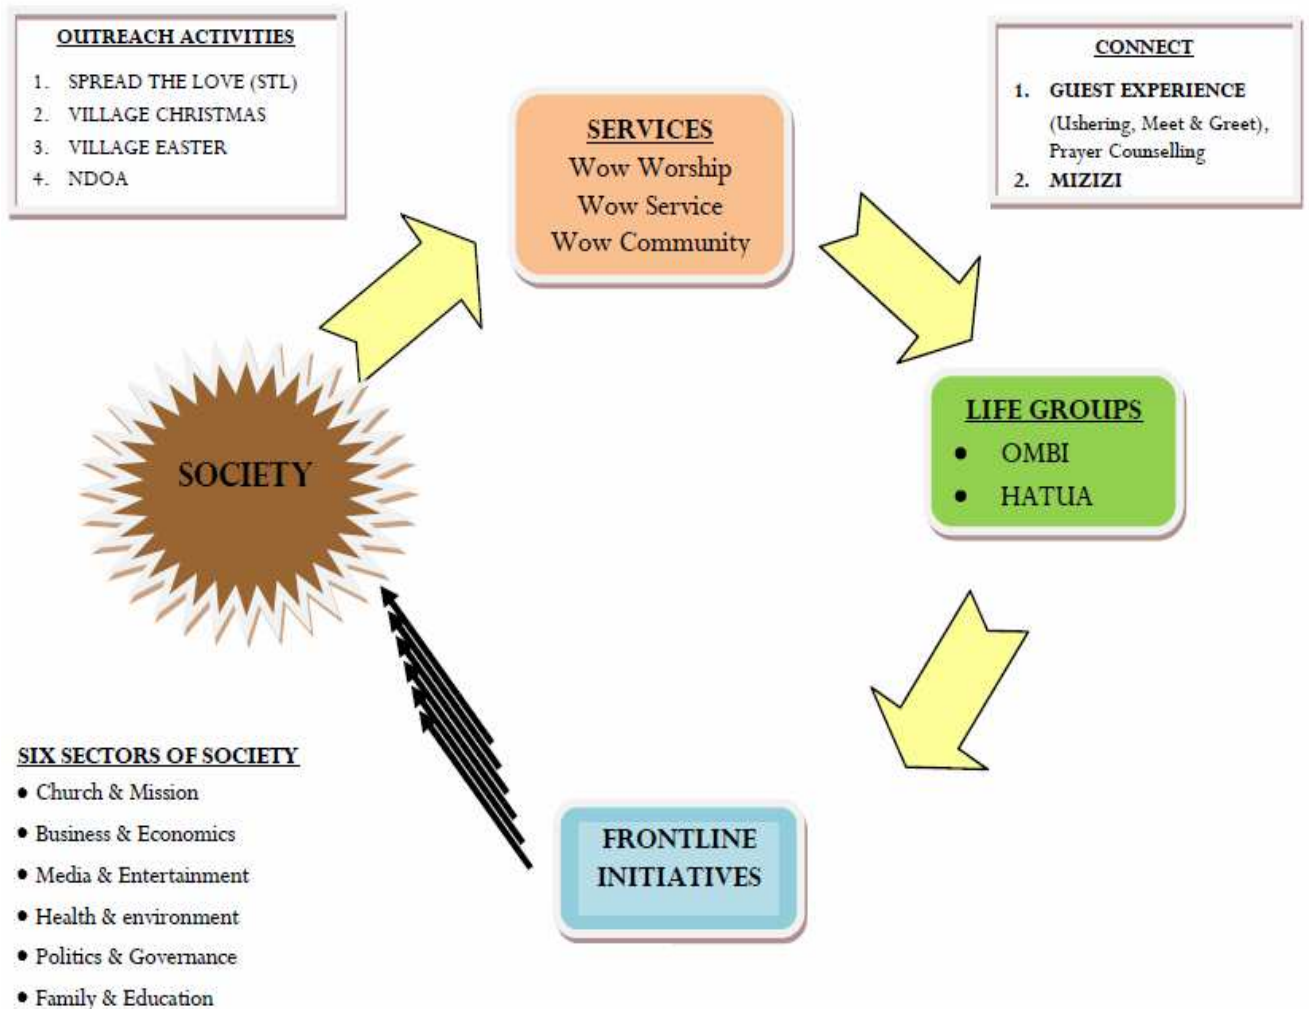 OUTREACH ACTIVITIES
1. SPREAD THE LOVE (STL)
2. VILLAGE CHRISTMAS
3. VILLAGE EASTER
4. NDOA
SERVICES
Wow Worship
Wow Service
Wow Community
CONNECT
1. GUEST EXPERIENCE
(Ushering, Meet & Greet),
Prayer Counselling
2. MIZIZI
SOCIETY
LIFE GROUPS
• OMBI
• HATUA
SIX SECTORS OF SOCIETY
• Church & Mission
• Business & Economics
• Media & Entertainment
• Health & environment
• Politics & Governance
• Family & Education
FRONTLINE
INITIATIVES